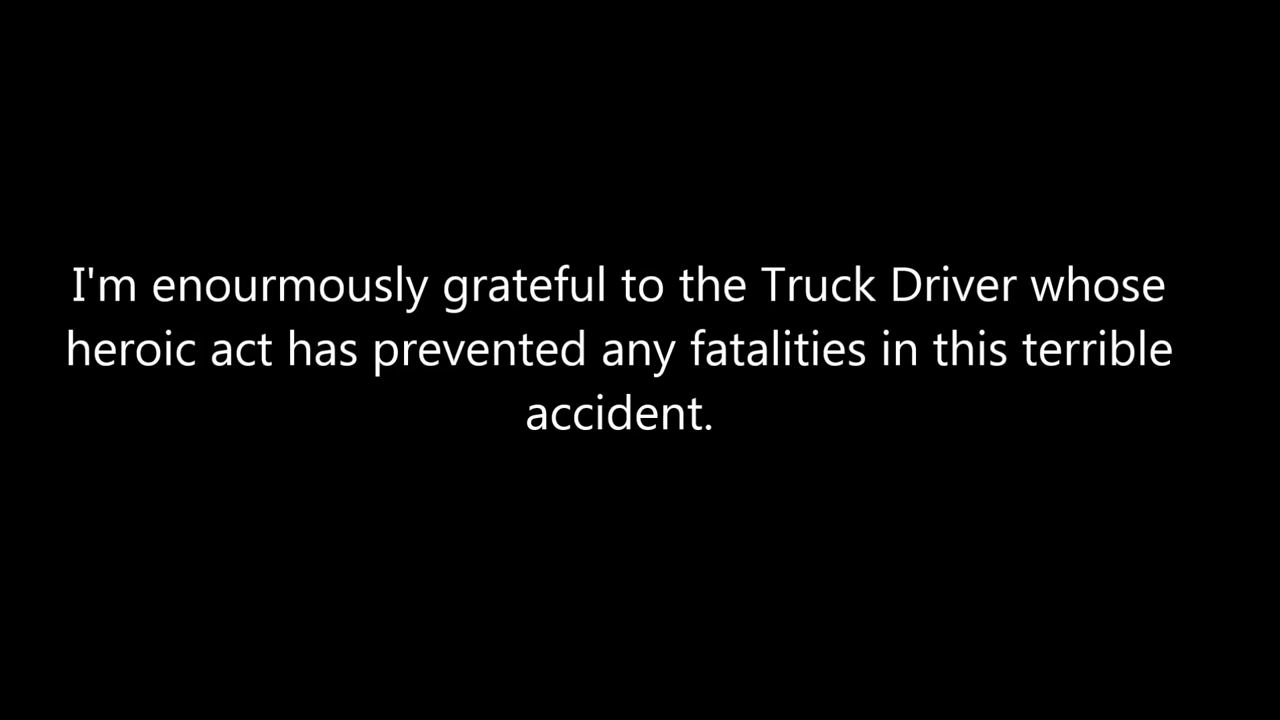 I'm enourmously grateful to the Truck Driver whose
heroic act has prevented any fatalities in this terrible
accident.